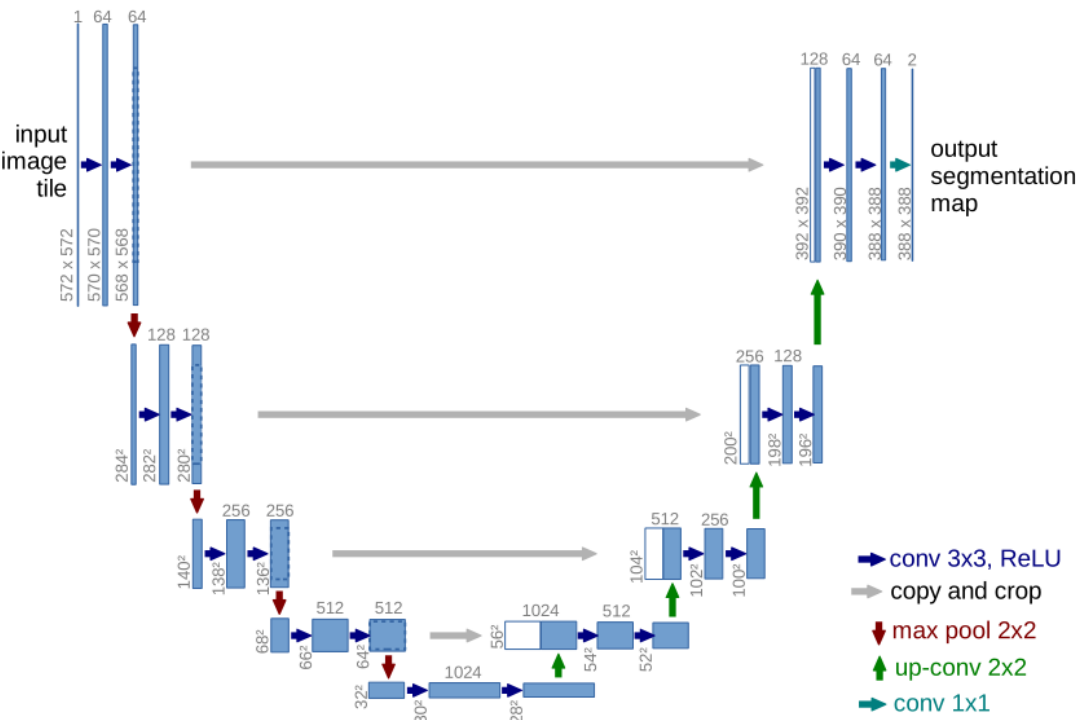 1 64 64
input
image
tile
572 x 572
570 x 570
568 x 568
128 64 64 2
392 x 392
390 x 390
388 x 388
388 x 388
output
segmentation
map
128 128
284²
282²
280²
256 128
200²
198²
196²
256 256
140²
138²
136²
512 256
104²
102²
100²
512 512
68²
66²
64²
1024 512
56²
54²
52²
1024
32²
30²
28²
conv 3x3, ReLU
copy and crop
max pool 2x2
up-conv 2x2
conv 1x1